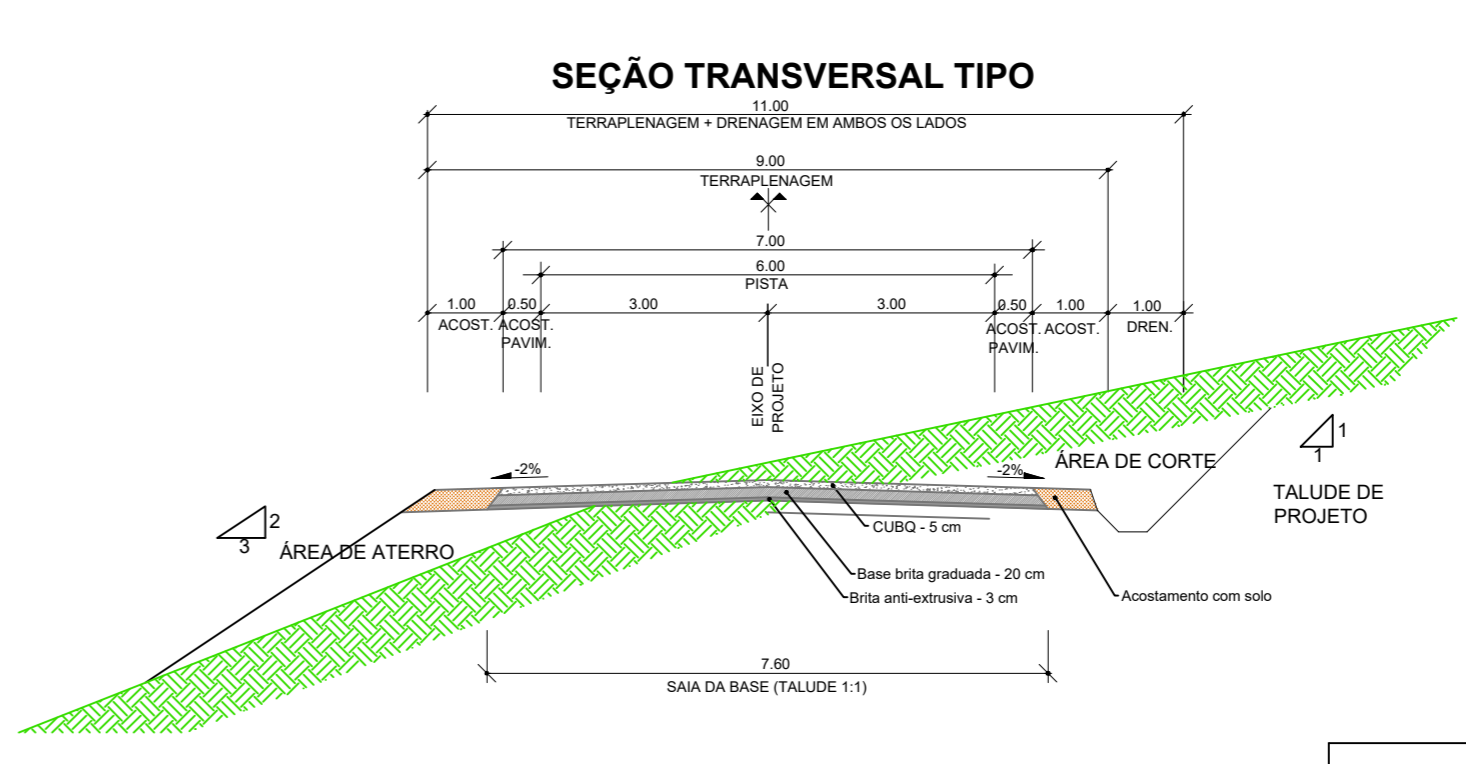 SEÇÃO TRANSVERSAL TIPO
11.00
TERRAPLENAGEM + DRENAGEM EM AMBOS OS LADOS
9.00
TERRAPLENAGEM
7.00
6.00
PISTA
1.00 0.50 3.00 3.00 0.50 1.00 1.00
ACOST. ACOST. ACOST. ACOST. DREN.
PAVIM. PAVIM.
EIXO DE
PROJETO
-2% -2%
ÁREA DE CORTE
1
1
TALUDE DE
PROJETO
2
3
ÁREA DE ATERRO
CUBQ - 5 cm
Base brita graduada - 20 cm
Brita anti-extrusiva - 3 cm
Acostamento com solo
7.60
SAIA DA BASE (TALUDE 1:1)